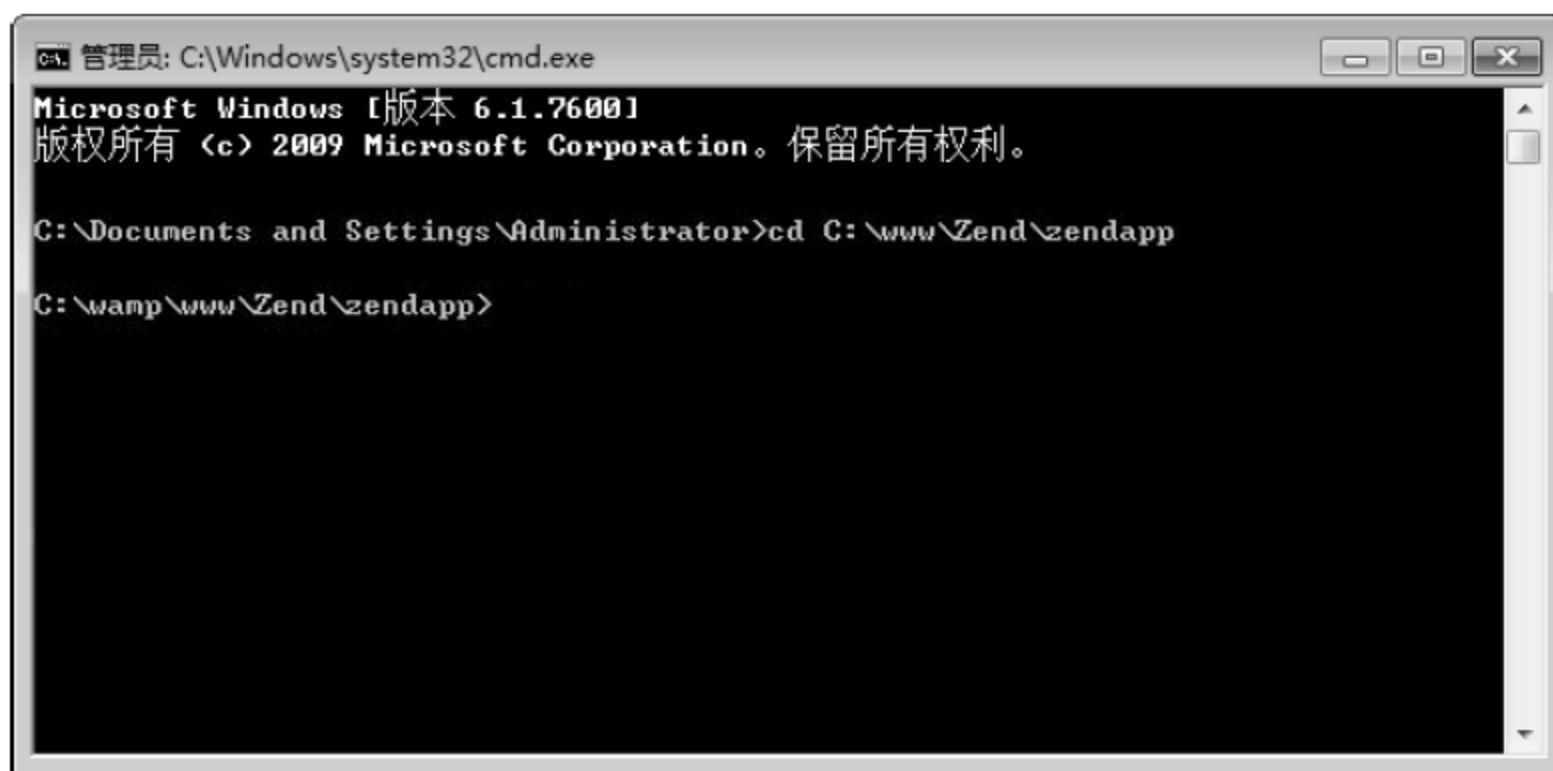 管理员: C:\Windows\system32\cmd.exe
Microsoft Windows [版本 6.1.7600]
版权所有 (c) 2009 Microsoft Corporation。保留所有权利。
C:\Documents and Settings\Administrator>cd C:\www\Zend\zendapp
C:\wamp\www\Zend\zendapp>